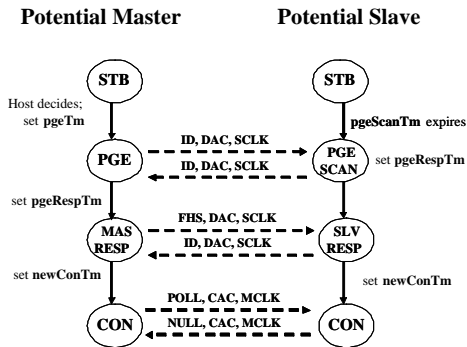 Potential Master Potential Slave
STB STB
Host decides;
set pgeTm
pgeScanTm expires
ID, DAC, SCLK
PGE
PGE
SCAN
set pgeRespTm
ID, DAC, SCLK
set pgeRespTm
FHS, DAC, SCLK
MAS
RESP
SLV
RESP
ID, DAC, SCLK
set newConTm
set newConTm
POLL, CAC, MCLK
CON CON
NULL, CAC, MCLK